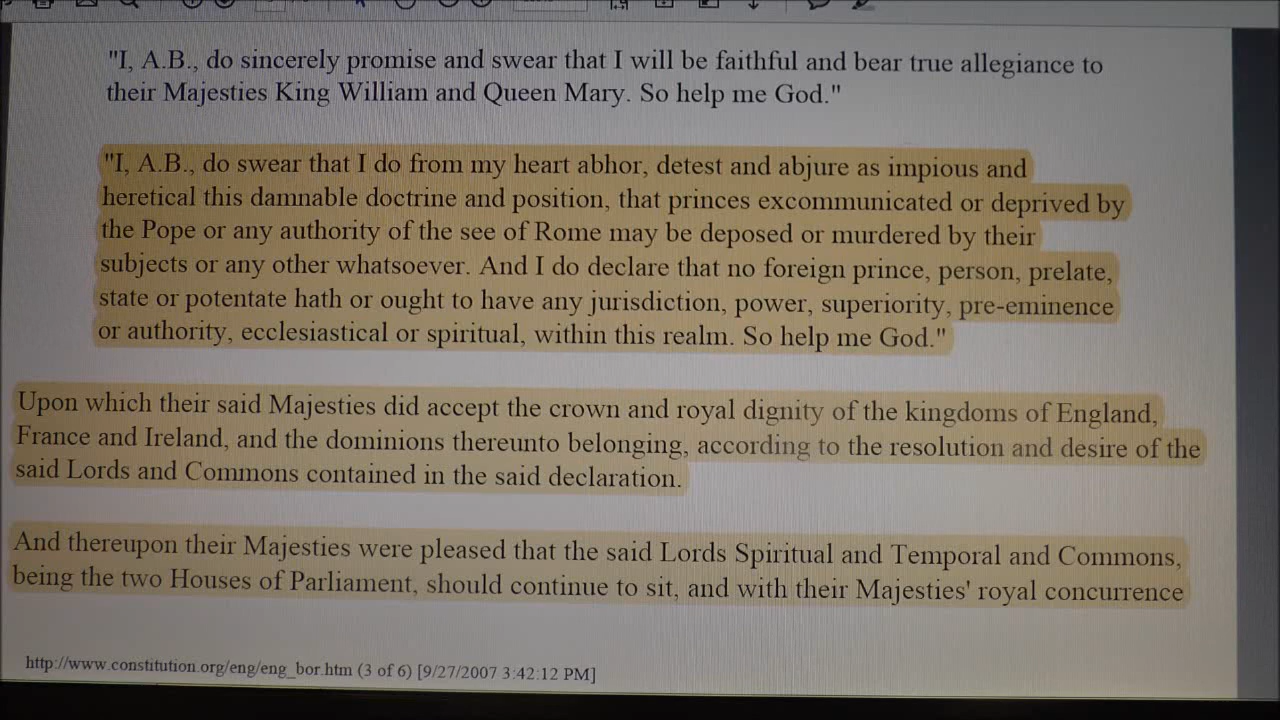 "I, A.B., do sincerely promise and swear that I will be faithful and bear true allegiance to
their Majesties King William and Queen Mary. So help me God."
"I, A.B., do swear that I do from my heart abhor, detest and abjure as impious and
heretical this damnable doctrine and position, that princes excommunicated or deprived by
the Pope or any authority of the see of Rome may be deposed or murdered by their
subjects or any other whatsoever. And I do declare that no foreign prince, person, prelate,
state or potentate hath or ought to have any jurisdiction, power, superiority, pre-eminence
or authority, ecclesiastical or spiritual, within this realm. So help me God."
Upon which their said Majesties did accept the crown and royal dignity of the kingdoms of England,
France and Ireland, and the dominions thereunto belonging, according to the resolution and desire of the
said Lords and Commons contained in the said declaration.
And thereupon their Majesties were pleased that the said Lords Spiritual and Temporal and Commons,
being the two Houses of Parliament, should continue to sit, and with their Majesties' royal concurrence
http://www.constitution.org/eng/eng_bor.htm (3 of 6) [9/27/2007 3:42:12 PM]